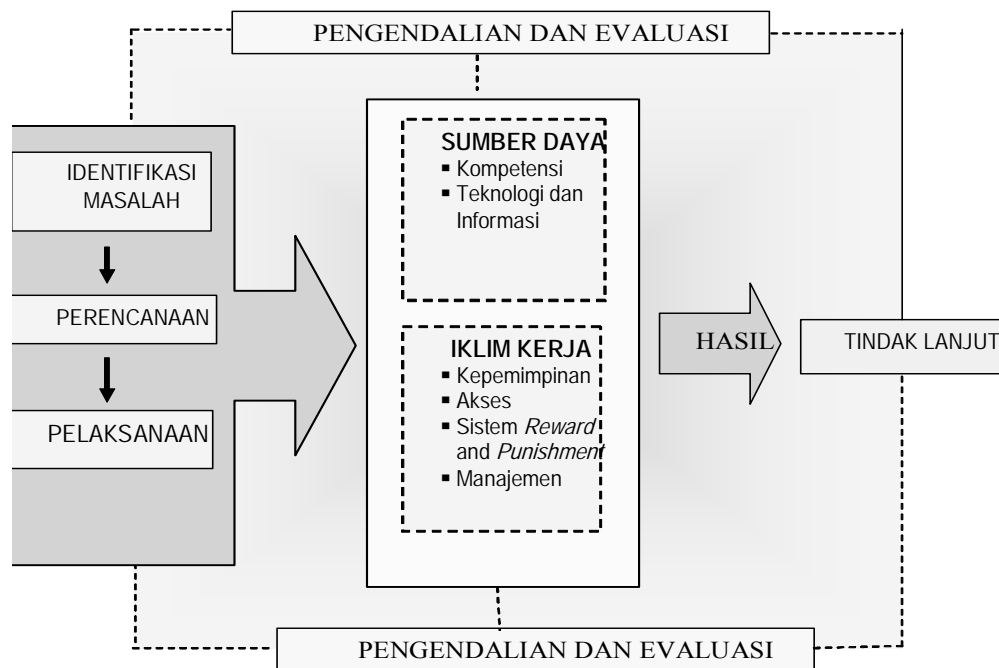 PENGENDALIAN DAN EVALUASI
IDENTIFIKASI
MASALAH
PERENCANAAN
PELAKSANAAN
SUMBER DAYA
▪ Kompetensi
▪ Teknologi dan
Informasi
IKLIM KERJA
▪ Kepemimpinan
▪ Akses
▪ Sistem Reward
and Punishment
▪ Manajemen
HASIL
TINDAK LANJUT
PENGENDALIAN DAN EVALUASI